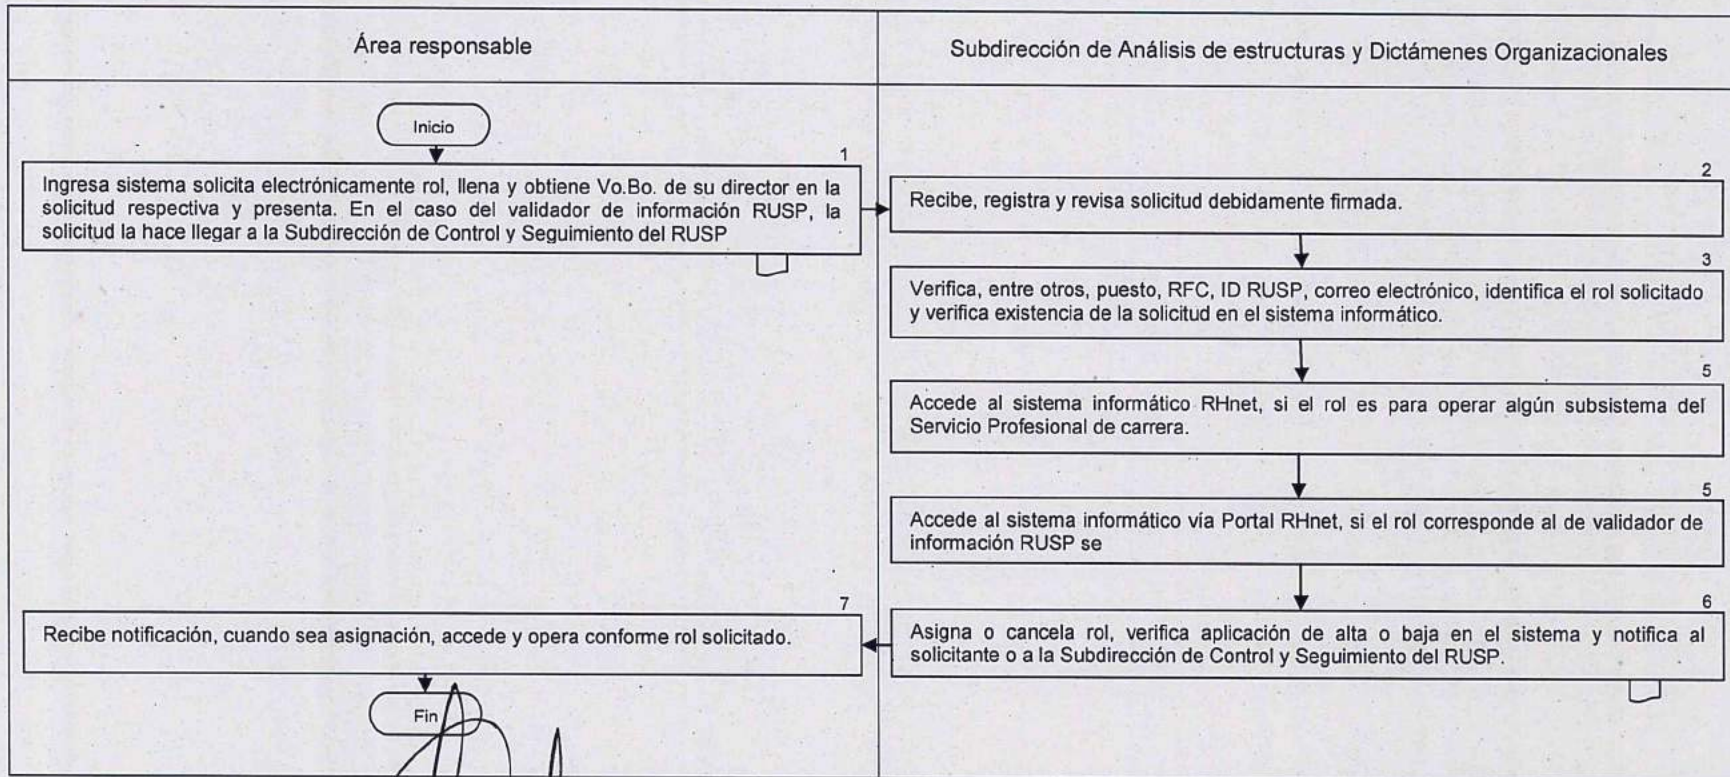 Área responsable
Subdirección de Análisis de estructuras y Dictámenes Organizacionales
Inicio
1
Ingresa sistema solicita electrónicamente rol, llena y obtiene Vo.Bo. de su director en la
solicitud respectiva y presenta. En el caso del validador de información RUSP, la
solicitud la hace llegar a la Subdirección de Control y Seguimiento del RUSP
2
Recibe, registra y revisa solicitud debidamente firmada.
3
Verifica, entre otros, puesto, RFC, ID RUSP, correo electrónico, identifica el rol solicitado
y verifica existencia de la solicitud en el sistema informático.
5
Accede al sistema informático RHnet, si el rol es para operar algún subsistema del
Servicio Profesional de carrera.
5
Accede al sistema informático vía Portal RHnet, si el rol corresponde al de validador de
información RUSP se
6
Asigna o cancela rol, verifica aplicación de alta o baja en el sistema y notifica al
solicitante o a la Subdirección de Control y Seguimiento del RUSP.
7
Recibe notificación, cuando sea asignación, accede y opera conforme rol solicitado.
Fin